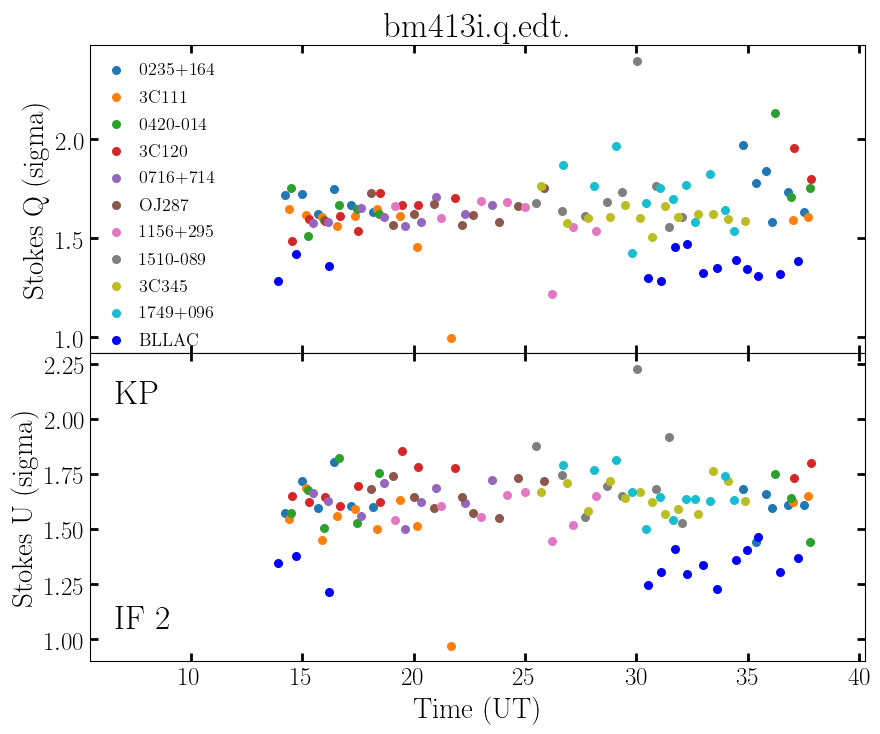 bm413i.q.edt.
Stokes Q (sigma)
2.0
1.5
1.0
0235+164
3C111
0420-014
3C120
0716+714
OJ287
1156+295
1510-089
3C345
1749+096
BLLAC
Stokes U (sigma)
2.25
2.00
1.75
1.50
1.25
1.00
KP
IF 2
10 15 20 25 30 35 40
Time (UT)